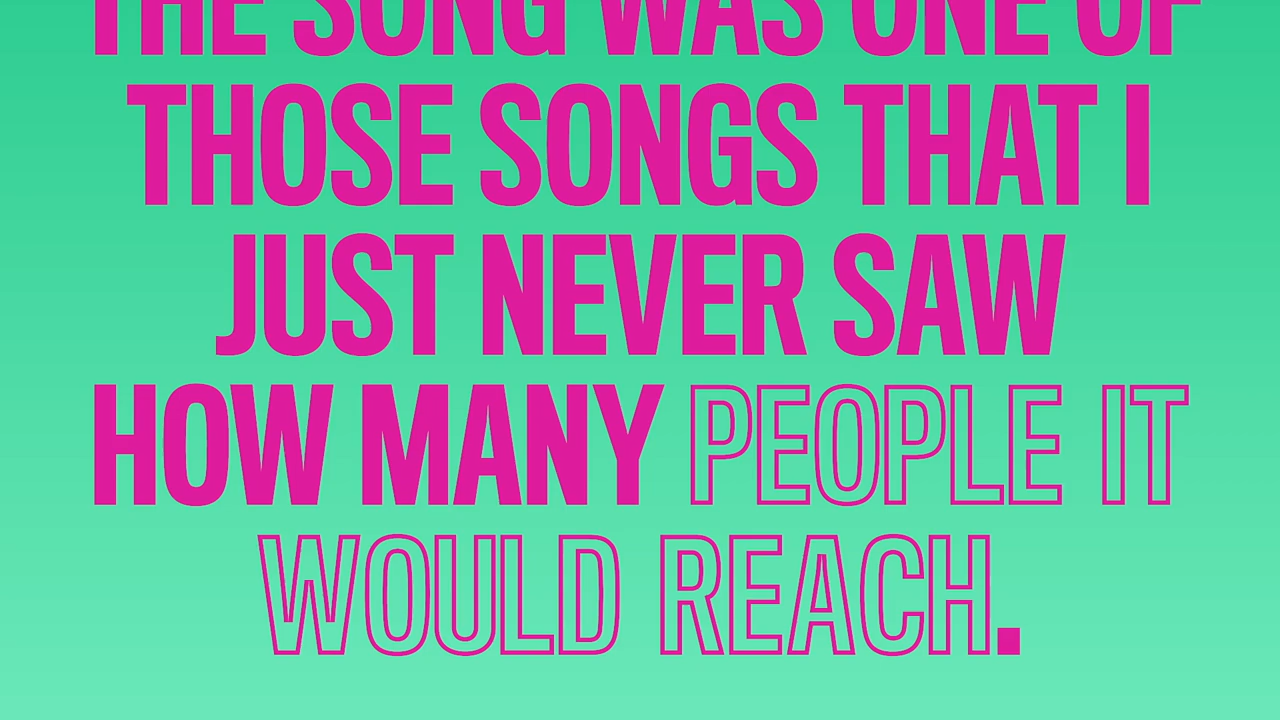 THE SONG WAS ONE OF
THOSE SONGS THAT I
JUST NEVER SAW
HOW MANY PEOPLE IT
WOULD REACH.